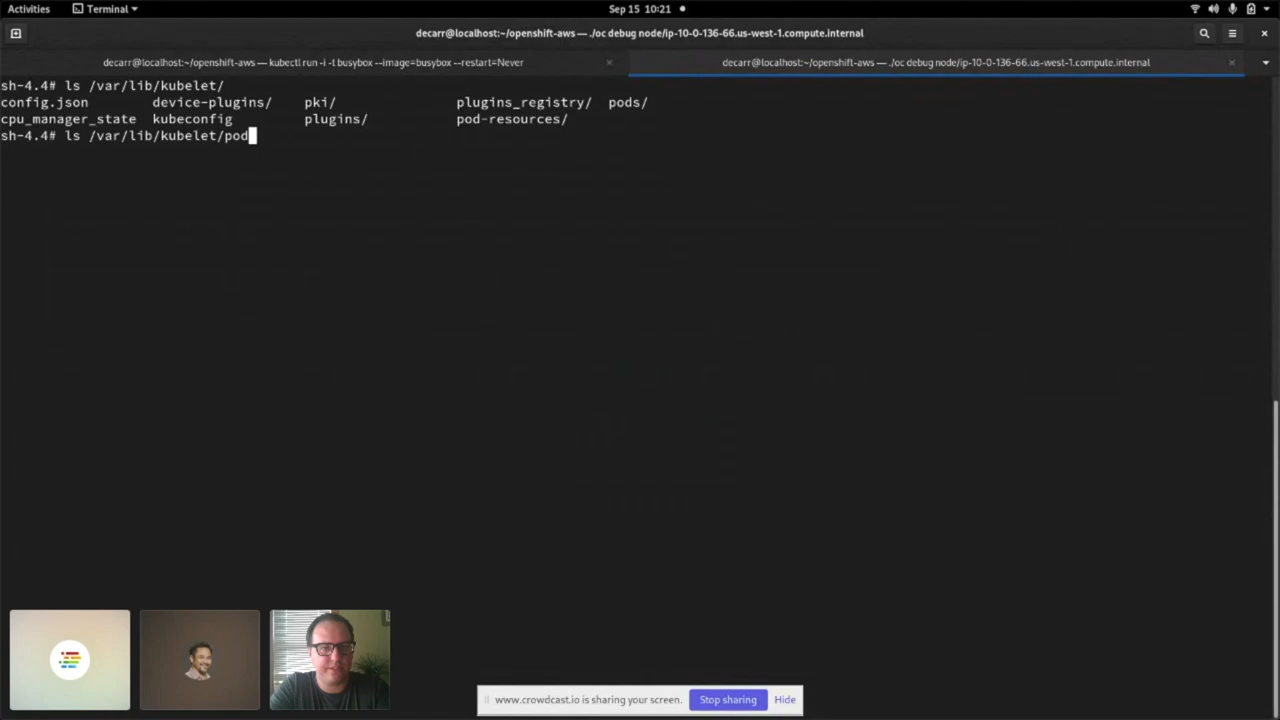 Activities Terminal Sep 15 10:21
decarr@localhost:~/openshift-aws — ./oc debug node/ip-10-0-136-66.us-west-1.compute.internal
decarr@localhost:~/openshift-aws — kubectl run -i -t busybox --image=busybox --restart=Never decarr@localhost:~/openshift-aws — ./oc debug node/ip-10-0-136-66.us-west-1.compute.internal
sh-4.4# ls /var/lib/kubelet/
config.json device-plugins/ pki/ plugins_registry/ pods/
cpu_manager_state kubeconfig plugins/ pod-resources/
sh-4.4# ls /var/lib/kubelet/pod
www.crowdcast.io is sharing your screen. Stop sharing Hide